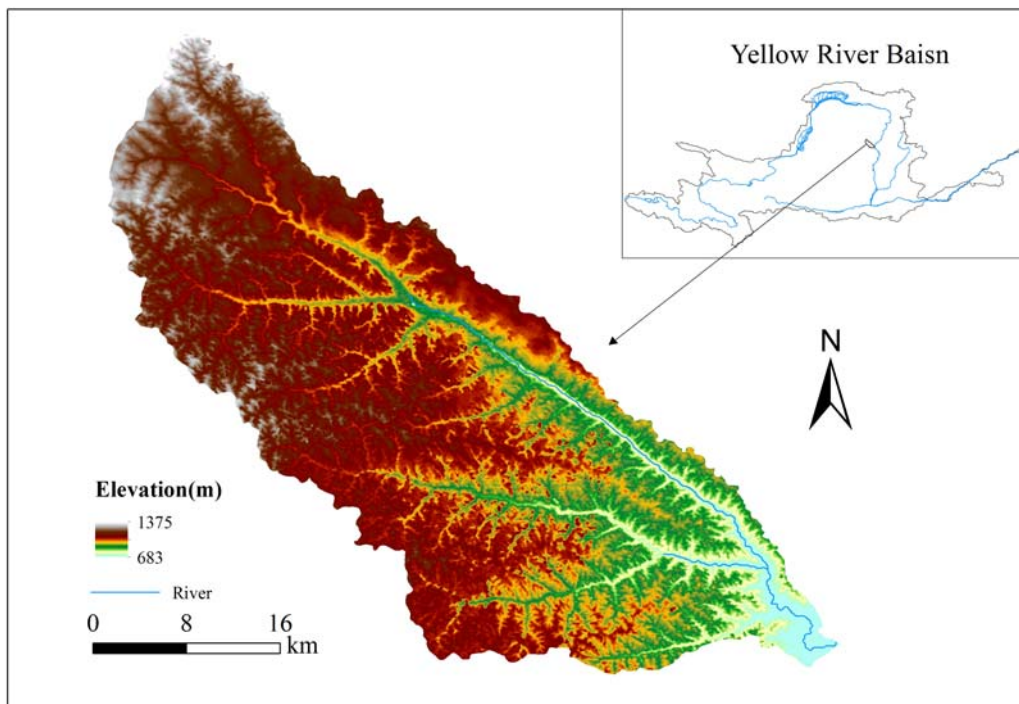 Yellow River Baisn
N
Elevation(m)
1375
683
River
0 8 16
km